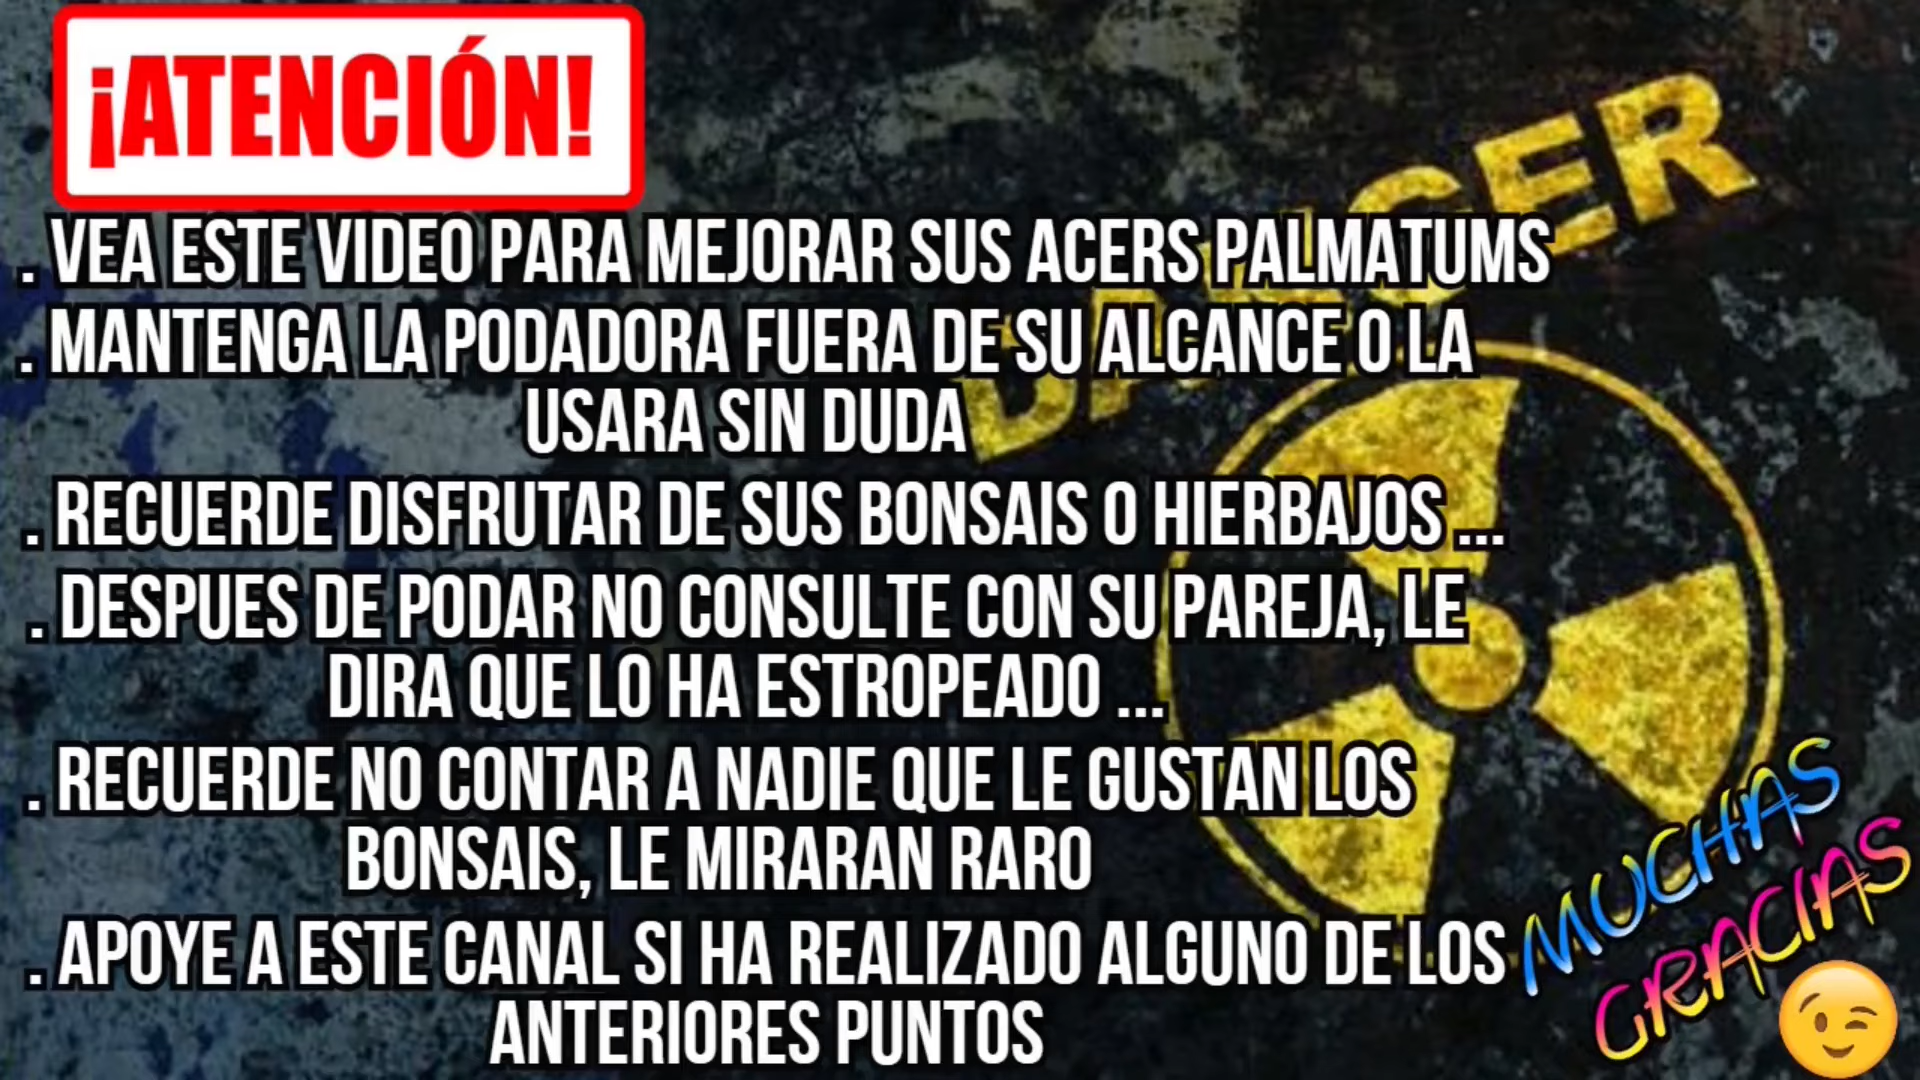 ¡ATENCIÓN!
DANGER
. VEA ESTE VIDEO PARA MEJORAR SUS ACERS PALMATUMS
. MANTENGA LA PODADORA FUERA DE SU ALCANCE O LA
USARA SIN DUDA
. RECUERDE DISFRUTAR DE SUS BONSAIS O HIERBAJOS ...
. DESPUES DE PODAR NO CONSULTE CON SU PAREJA, LE
DIRA QUE LO HA ESTROPEADO ...
. RECUERDE NO CONTAR A NADIE QUE LE GUSTAN LOS
BONSAIS, LE MIRARAN RARO
. APOYE A ESTE CANAL SI HA REALIZADO ALGUNO DE LOS
ANTERIORES PUNTOS
MUCHAS
GRACIAS